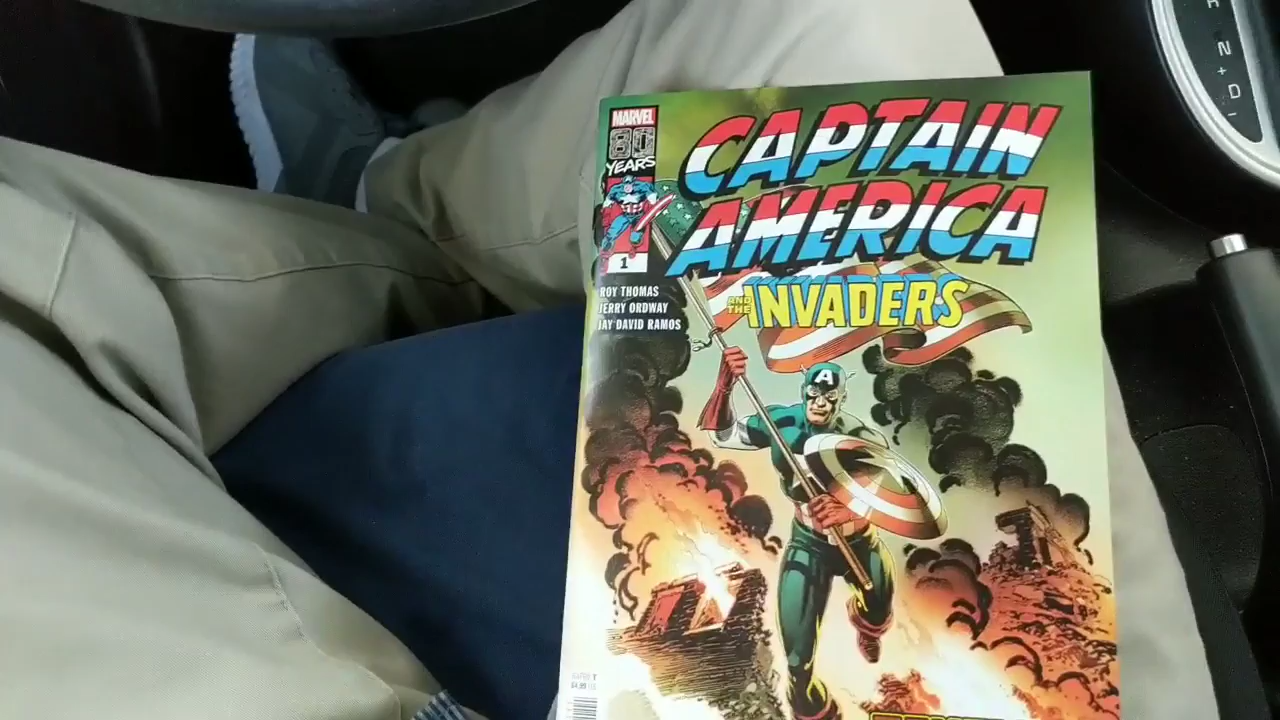 MARVEL
80
YEARS
CAPTAIN
AMERICA
AND THE INVADERS
1
ROY THOMAS
JERRY ORDWAY
JAY DAVID RAMOS
A
N
+
D
-